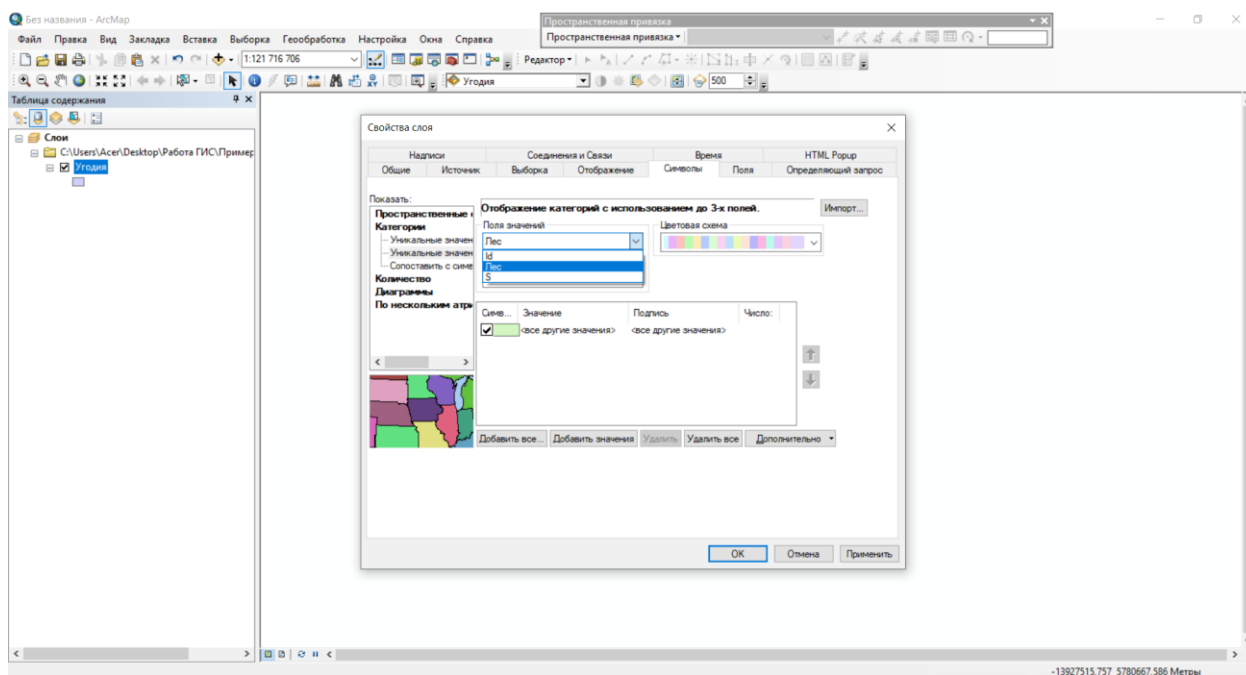 Без названия - ArcMap
Пространственная привязка
Файл Правка Вид Закладка Вставка Выборка Геообработка Настройка Окна Справка
Пространственная привязка
1:121 716 706
Редактор
Угодия
500
Таблица содержания
Слои
C:\Users\Acer\Desktop\Работа ГИС\Пример
Угодия
Свойства слоя
Надписи Соединения и Связи Время HTML Popup
Общие Источник Выборка Отображение Символы Поля Определяющий запрос
Показать:
Пространственные
Категории
Уникальные значен
Уникальные значен
Сопоставить с симе
Количество
Диаграммы
По нескольким атри
Отображение категорий с использованием до 3-х полей.
Импорт...
Поля значений
Лес
Id
Лес
S
Цветовая схема
Симв... Значение Подпись Число:
<все другие значения> <все другие значения>
Добавить все... Добавить значения Удалить Удалить все Дополнительно
OK Отмена Применить
-13927515,757 5780667,586 Метры